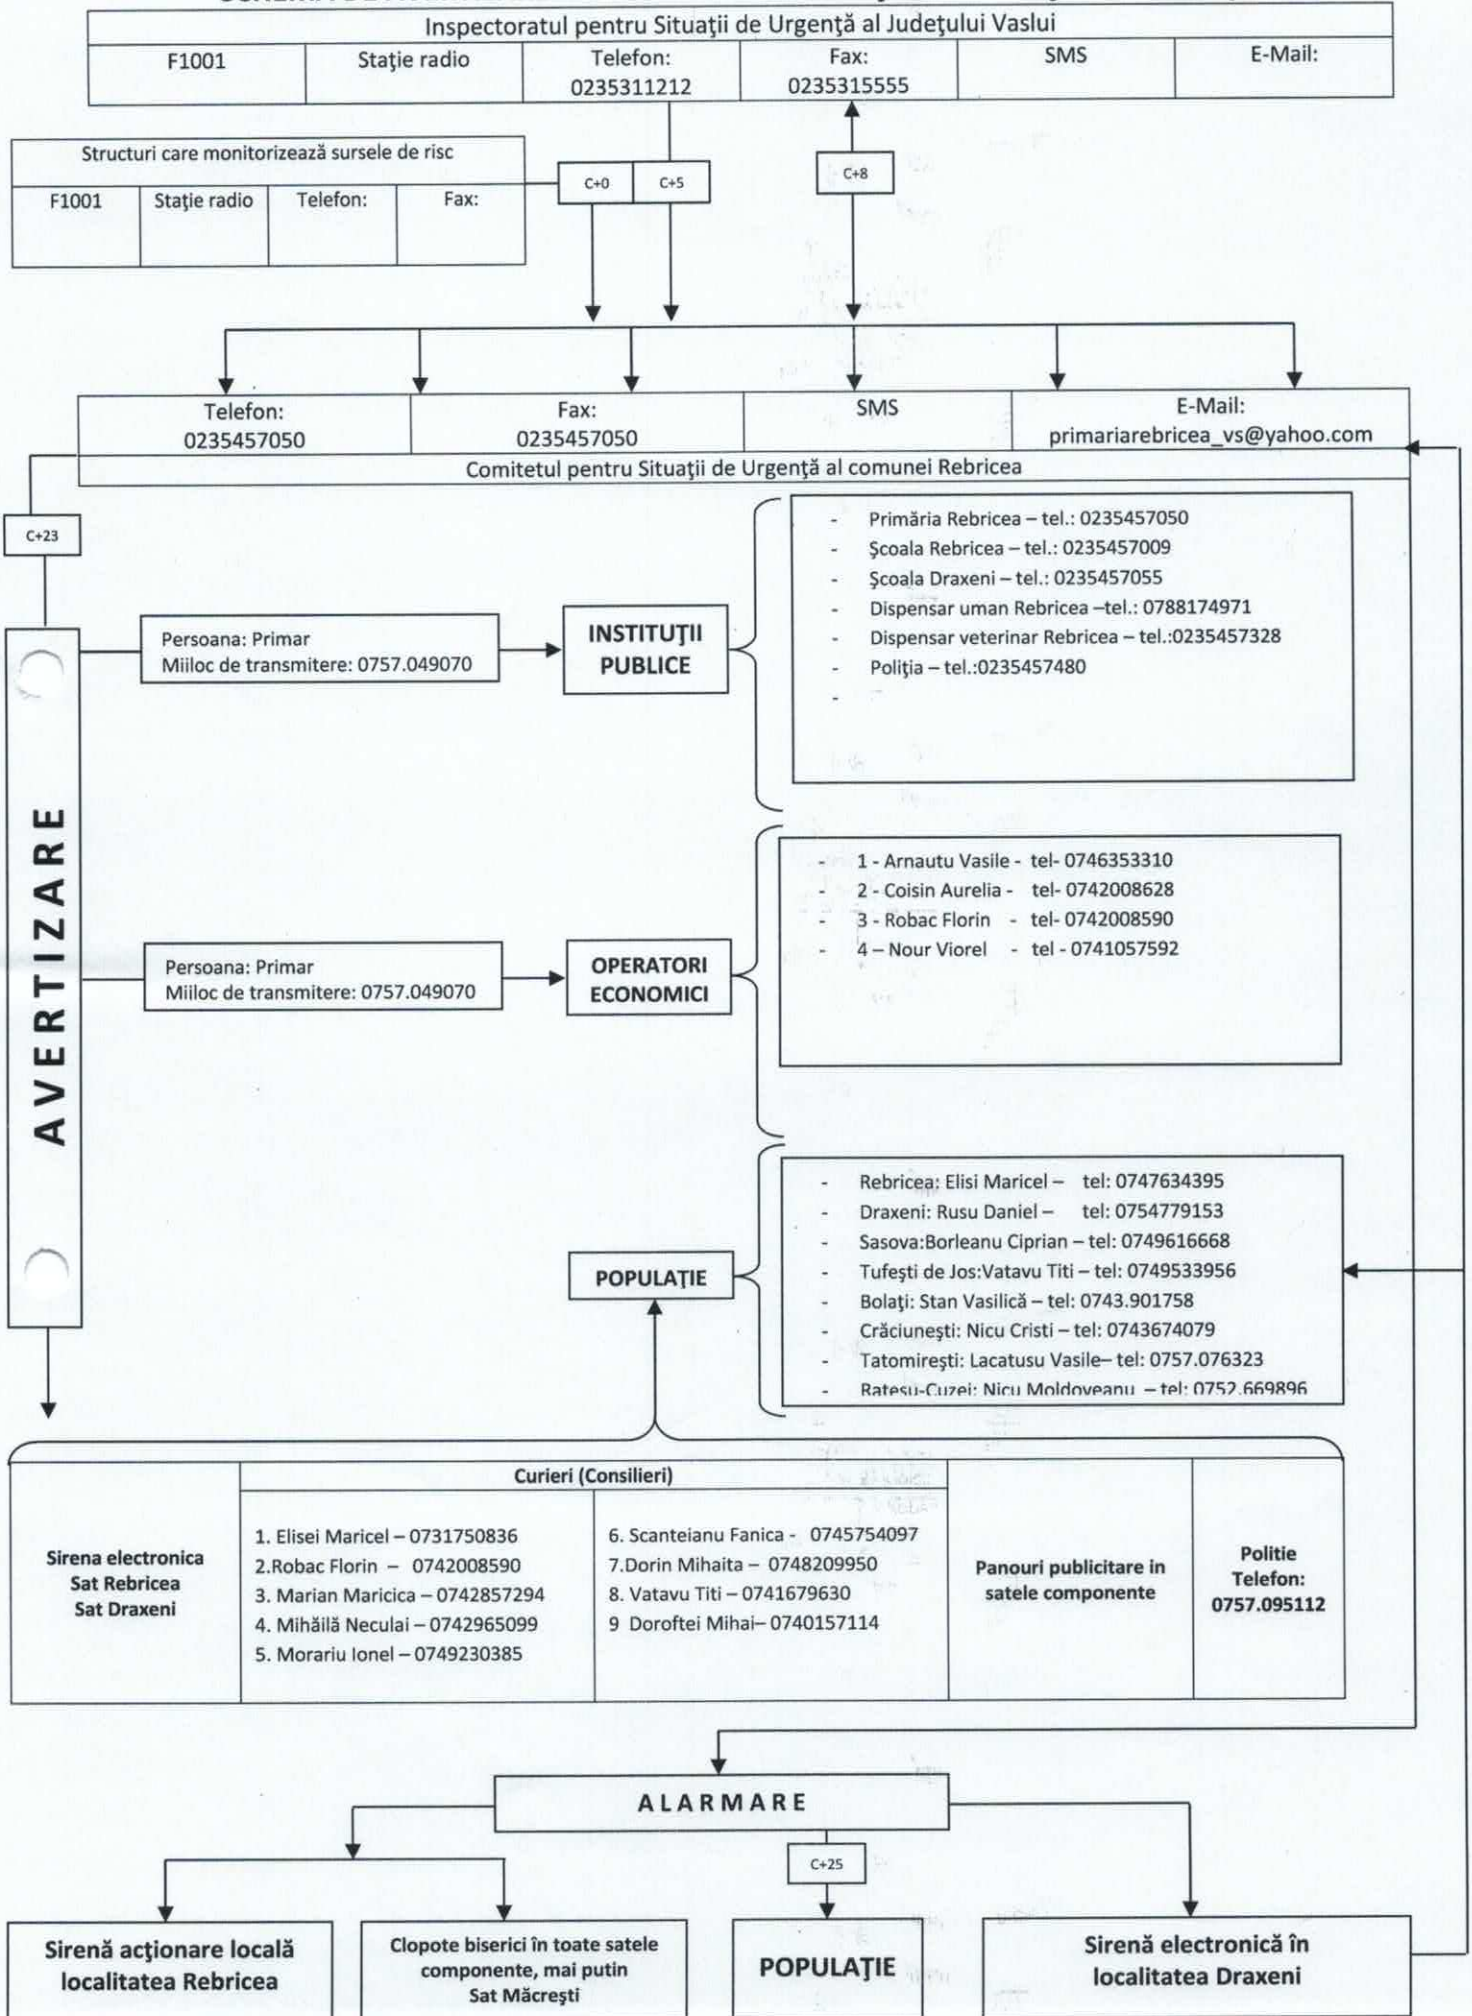 Inspectoratul pentru Situaţii de Urgenţă al Judeţului Vaslui
F1001
Staţie radio
Telefon:
0235311212
Fax:
0235315555
SMS
E-Mail:
Structuri care monitorizează sursele de risc
F1001
Staţie radio
Telefon:
Fax:
C+0
C+5
C+8
Telefon:
0235457050
Fax:
0235457050
SMS
E-Mail:
primariarebricea_vs@yahoo.com
Comitetul pentru Situaţii de Urgenţă al comunei Rebricea
C+23
AVERTIZARE
Persoana: Primar
Miiloc de transmitere: 0757.049070
INSTITUŢII
PUBLICE
- Primăria Rebricea – tel.: 0235457050
- Şcoala Rebricea – tel.: 0235457009
- Şcoala Draxeni – tel.: 0235457055
- Dispensar uman Rebricea –tel.: 0788174971
- Dispensar veterinar Rebricea – tel.:0235457328
- Poliţia – tel.:0235457480
-
Persoana: Primar
Miiloc de transmitere: 0757.049070
OPERATORI
ECONOMICI
- 1 - Arnautu Vasile - tel- 0746353310
- 2 - Coisin Aurelia - tel- 0742008628
- 3 - Robac Florin - tel- 0742008590
- 4 – Nour Viorel - tel - 0741057592
POPULAŢIE
- Rebricea: Elisi Maricel – tel: 0747634395
- Draxeni: Rusu Daniel – tel: 0754779153
- Sasova:Borleanu Ciprian – tel: 0749616668
- Tufeşti de Jos:Vatavu Titi – tel: 0749533956
- Bolaţi: Stan Vasilică – tel: 0743.901758
- Crăciuneşti: Nicu Cristi – tel: 0743674079
- Tatomireşti: Lacatusu Vasile– tel: 0757.076323
- Ratesu-Cuzei: Nicu Moldoveanu – tel: 0752.669896
Sirena electronica
Sat Rebricea
Sat Draxeni
Curieri (Consilieri)
1. Elisei Maricel – 0731750836
2.Robac Florin – 0742008590
3. Marian Maricica – 0742857294
4. Mihăilă Neculai – 0742965099
5. Morariu Ionel – 0749230385
6. Scanteianu Fanica - 0745754097
7.Dorin Mihaita – 0748209950
8. Vatavu Titi – 0741679630
9 Doroftei Mihai– 0740157114
Panouri publicitare in
satele componente
Politie
Telefon:
0757.095112
ALARMARE
C+25
Sirenă acţionare locală
localitatea Rebricea
Clopote biserici în toate satele
componente, mai putin
Sat Măcreşti
POPULAŢIE
Sirenă electronică în
localitatea Draxeni